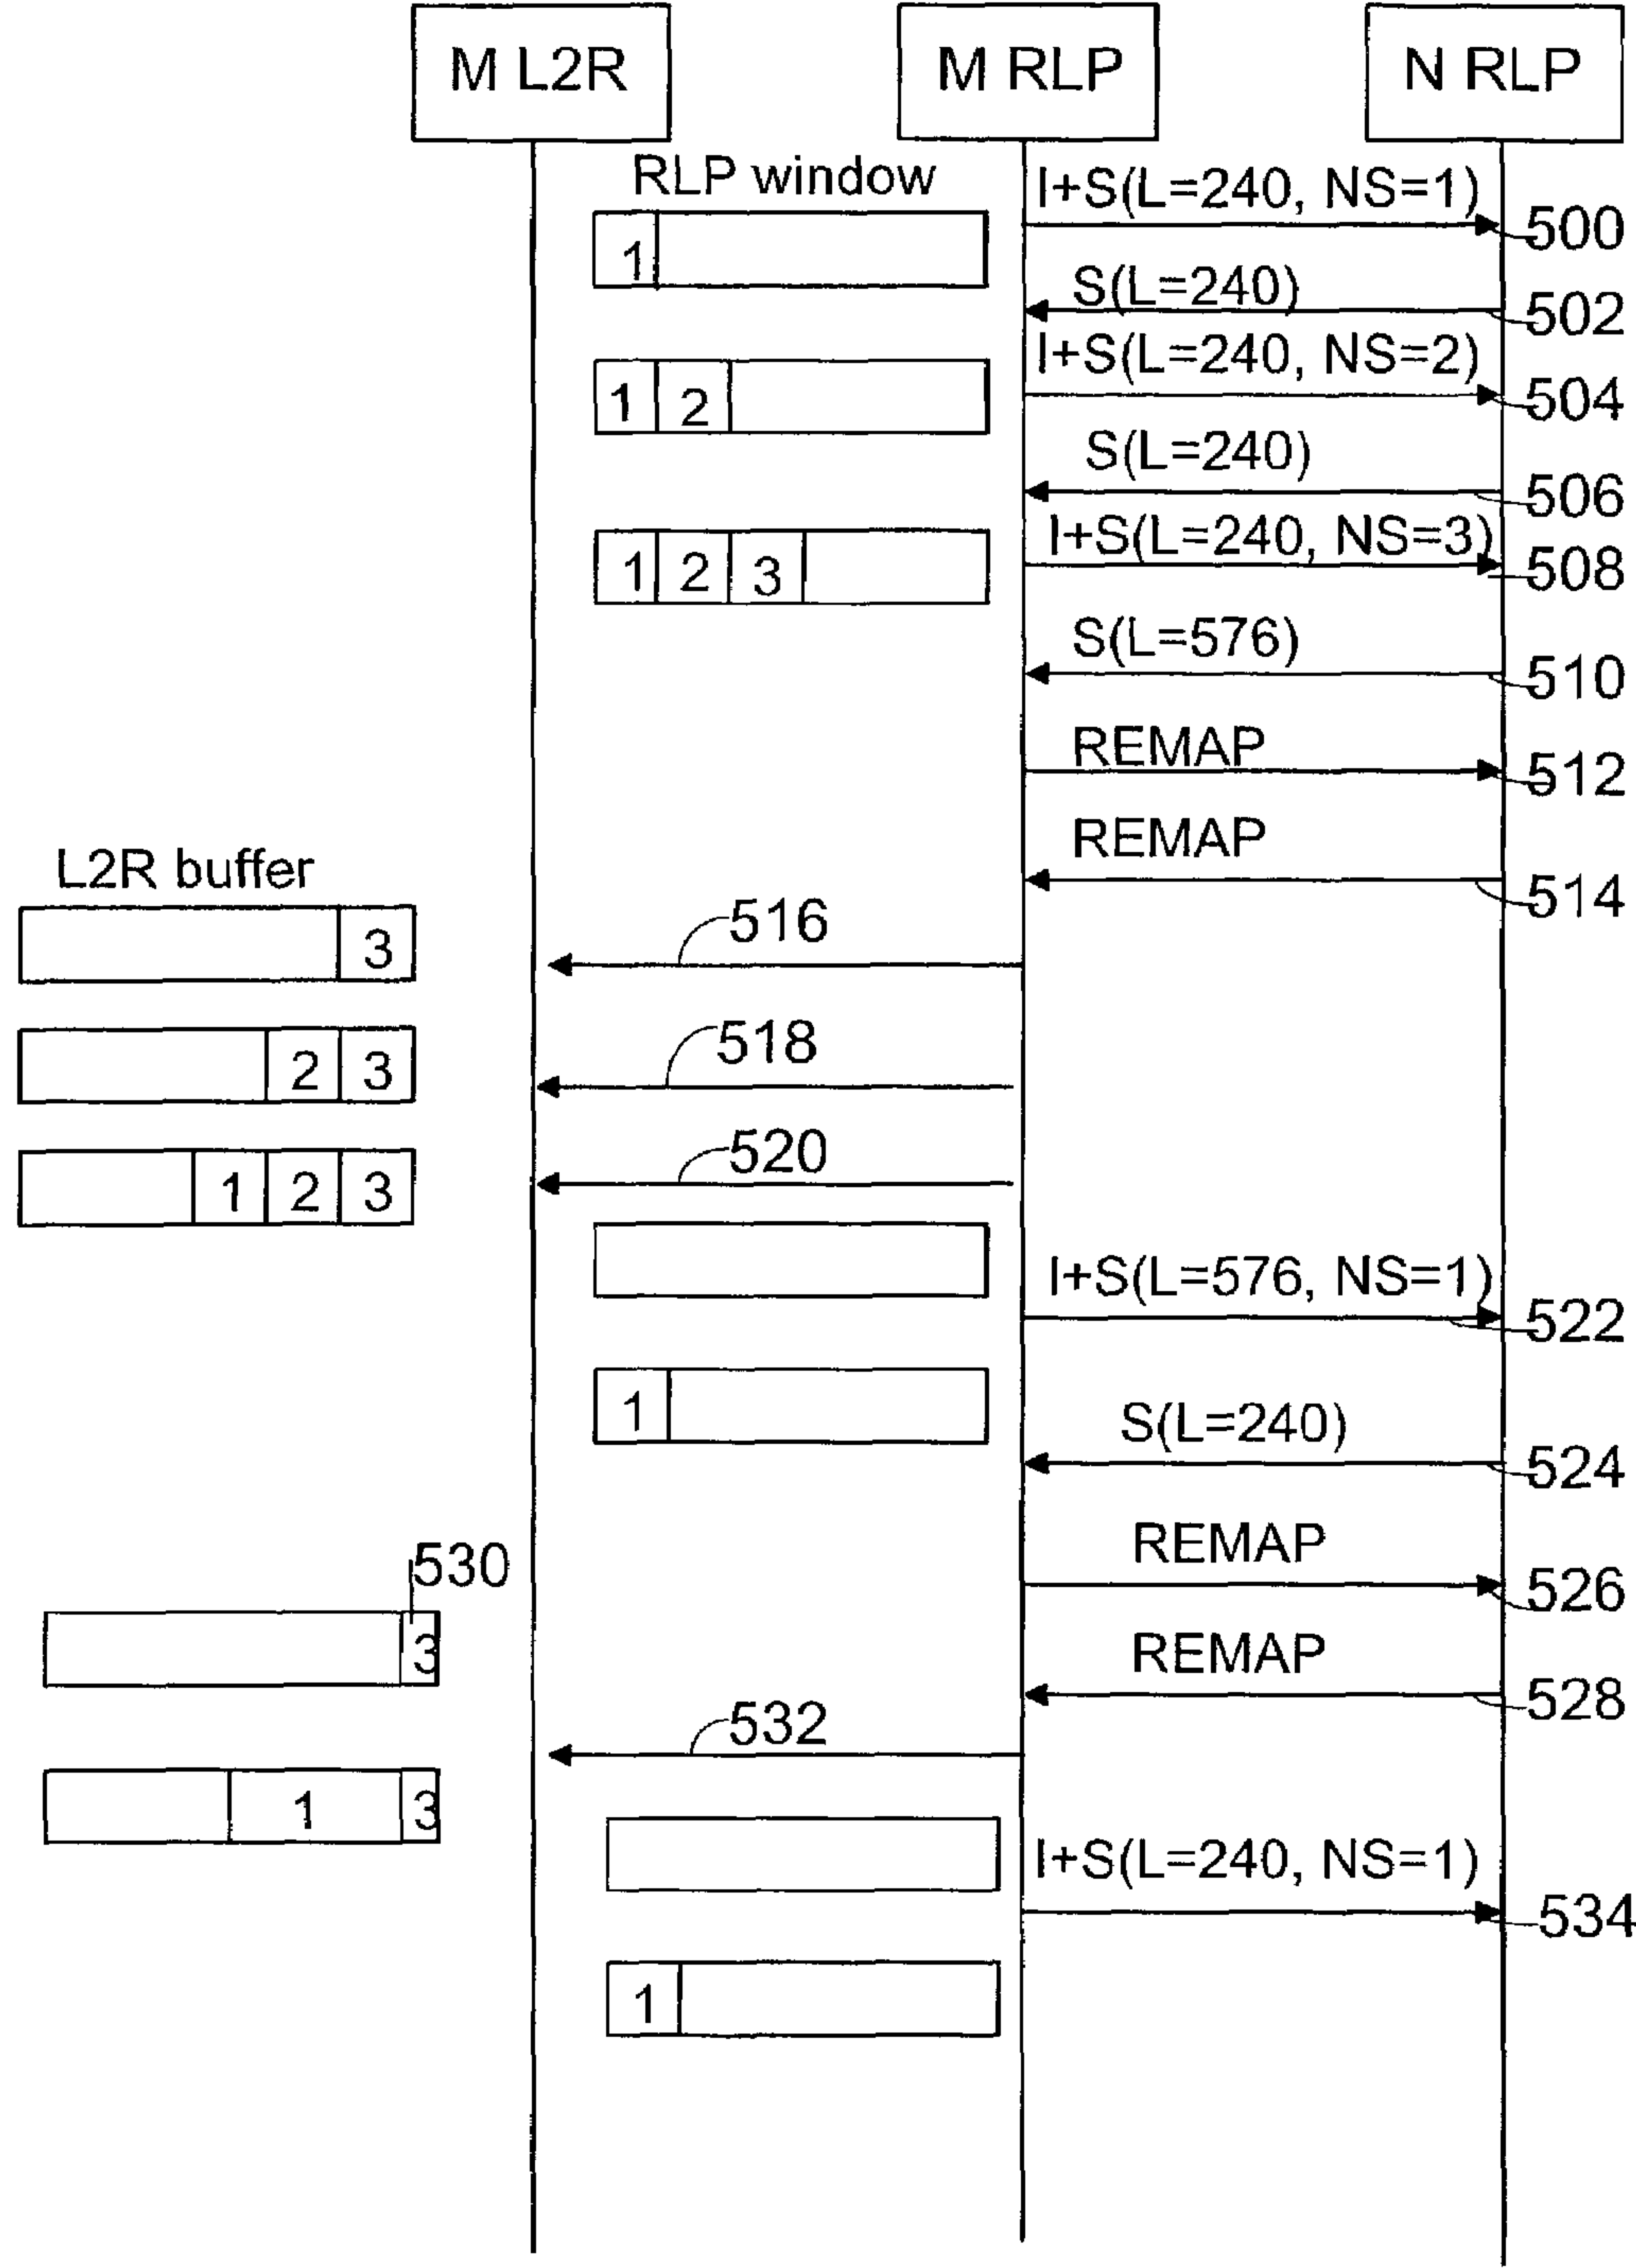 M L2R
M RLP
N RLP
RLP window
I+S(L=240, NS=1)
500
1
S(L=240)
502
I+S(L=240, NS=2)
504
1 2
S(L=240)
506
I+S(L=240, NS=3)
508
1 2 3
S(L=576)
510
REMAP
512
REMAP
514
L2R buffer
516
3
518
2 3
520
1 2 3
I+S(L=576, NS=1)
522
1
S(L=240)
524
REMAP
526
530
3
REMAP
528
532
1 3
I+S(L=240, NS=1)
534
1